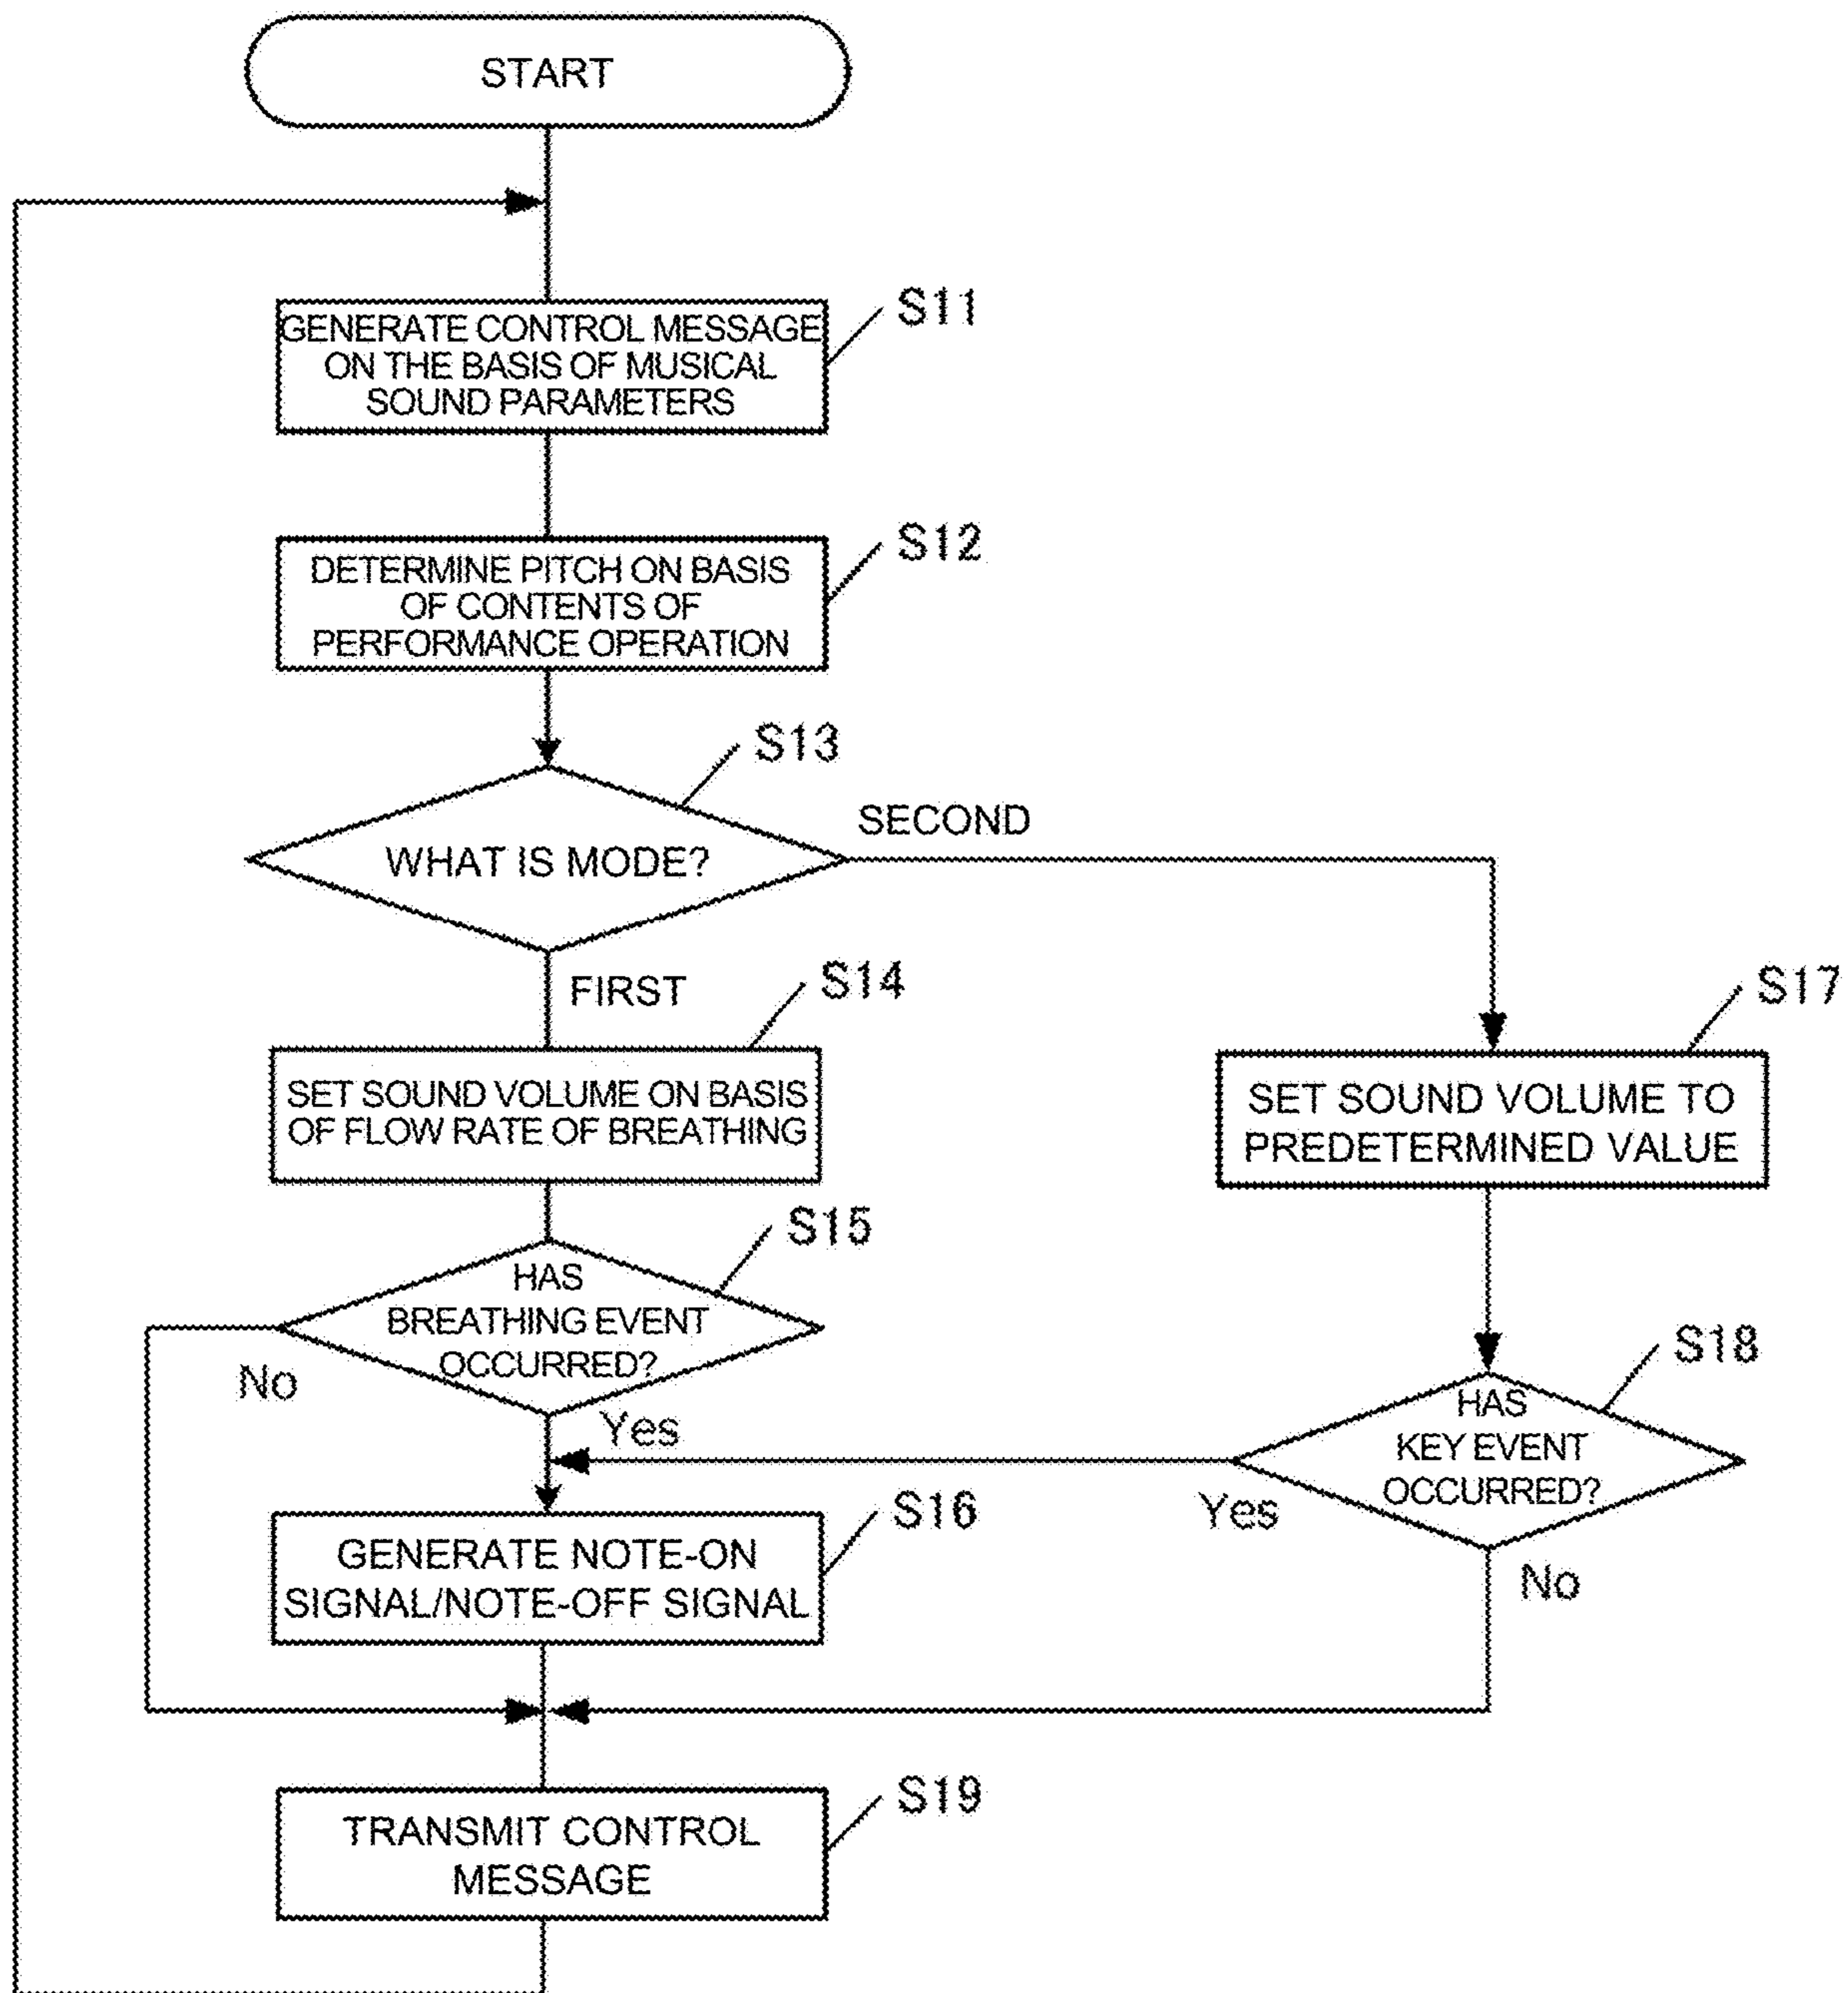 START
S11
GENERATE CONTROL MESSAGE
ON THE BASIS OF MUSICAL
SOUND PARAMETERS
S12
DETERMINE PITCH ON BASIS
OF CONTENTS OF
PERFORMANCE OPERATION
S13
SECOND
WHAT IS MODE?
FIRST
S14
SET SOUND VOLUME ON BASIS
OF FLOW RATE OF BREATHING
S17
SET SOUND VOLUME TO
PREDETERMINED VALUE
S15
HAS
BREATHING EVENT
OCCURRED?
No
Yes
S18
HAS
KEY EVENT
OCCURRED?
Yes
No
S16
GENERATE NOTE-ON
SIGNAL/NOTE-OFF SIGNAL
S19
TRANSMIT CONTROL
MESSAGE